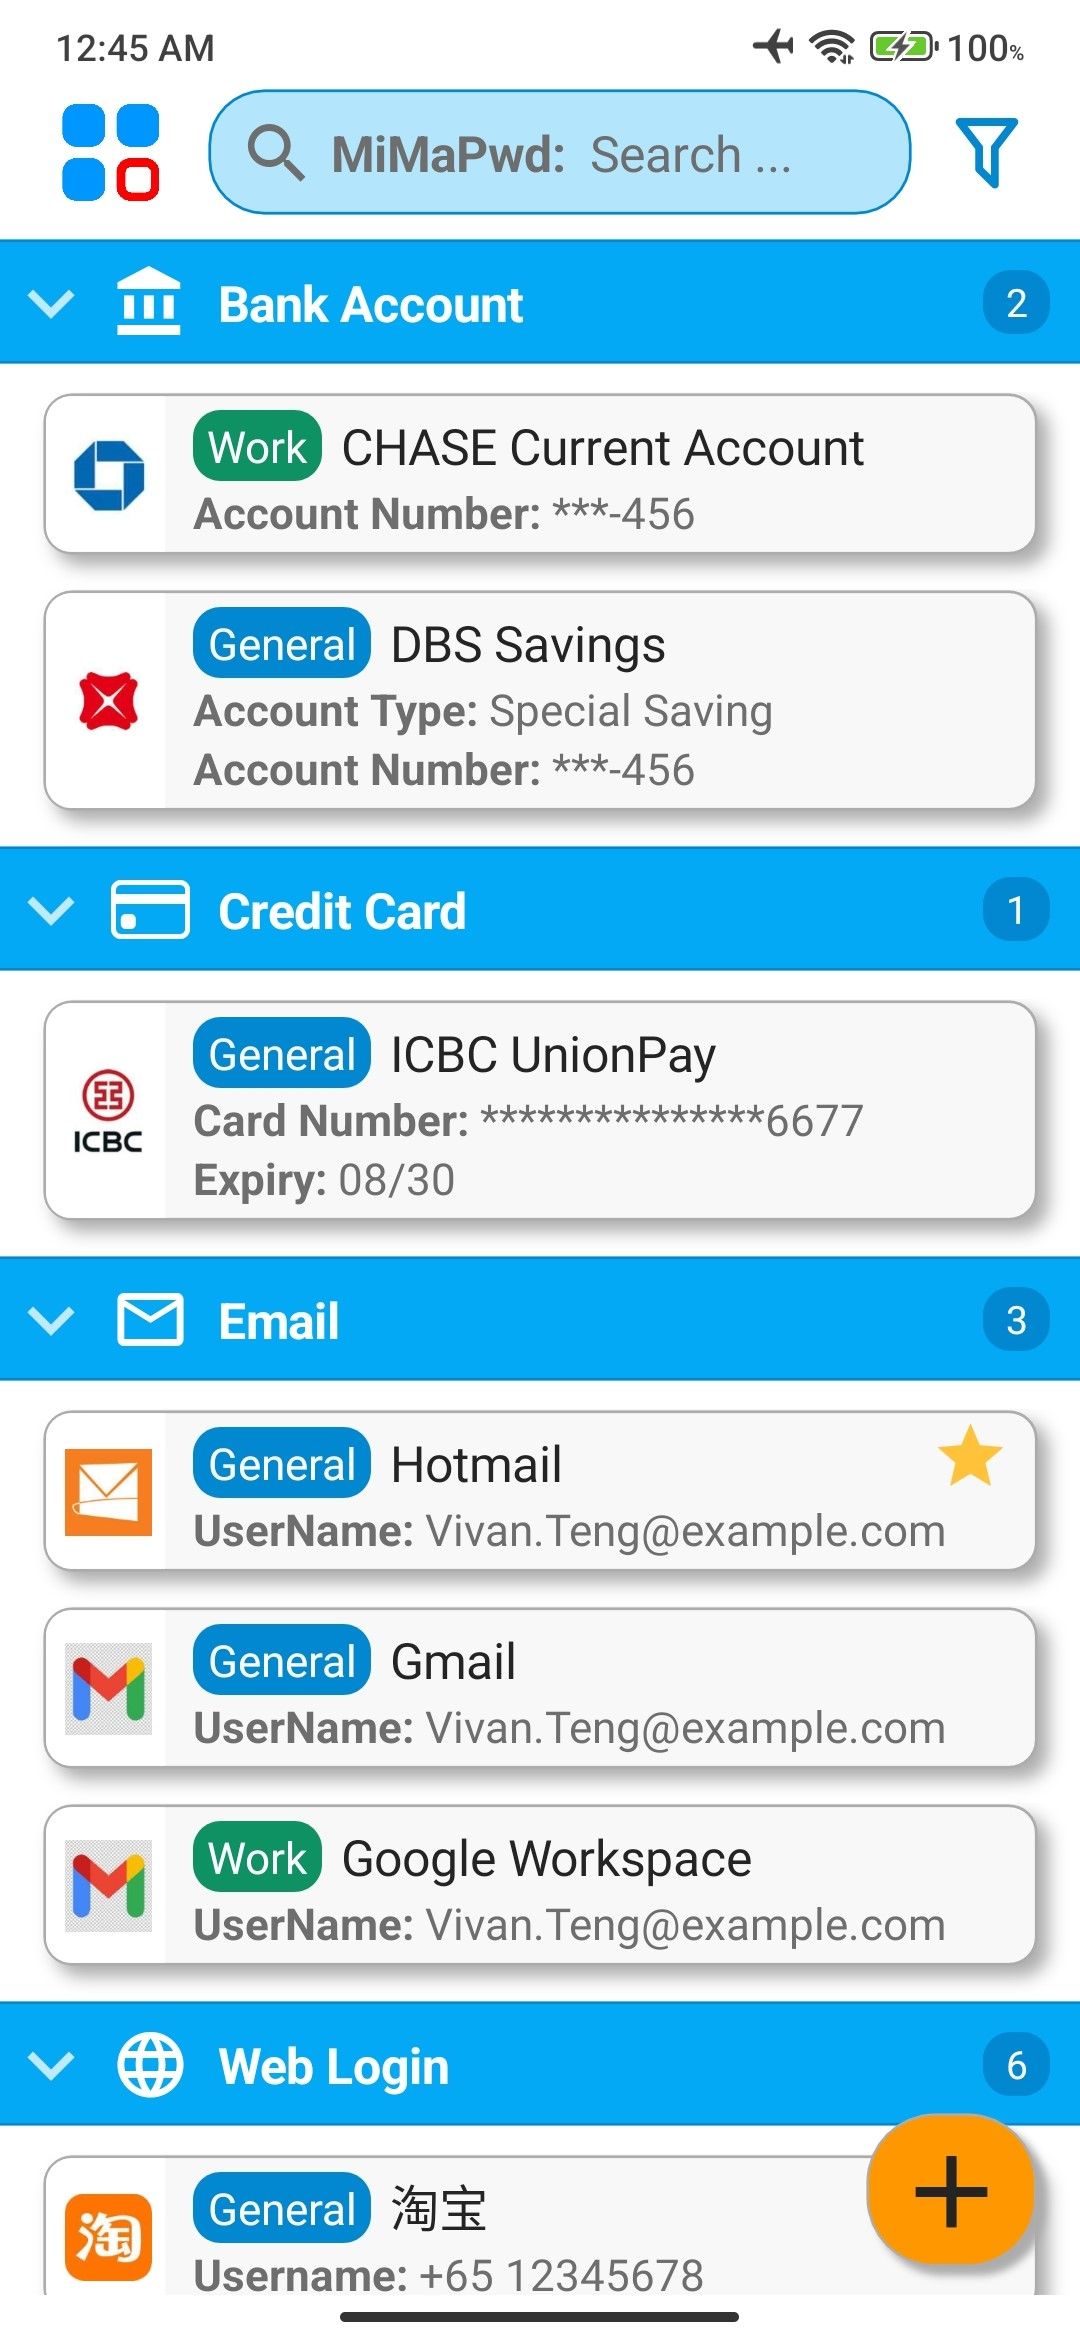 12:45 AM
100%
MiMaPwd: Search ...
Bank Account
2
Work CHASE Current Account
Account Number: ***-456
General DBS Savings
Account Type: Special Saving
Account Number: ***-456
Credit Card
1
General ICBC UnionPay
ICBC
Card Number: ***************6677
Expiry: 08/30
Email
3
General Hotmail
UserName: Vivan.Teng@example.com
General Gmail
UserName: Vivan.Teng@example.com
Work Google Workspace
UserName: Vivan.Teng@example.com
Web Login
6
淘
General 淘宝
Username: +65 12345678